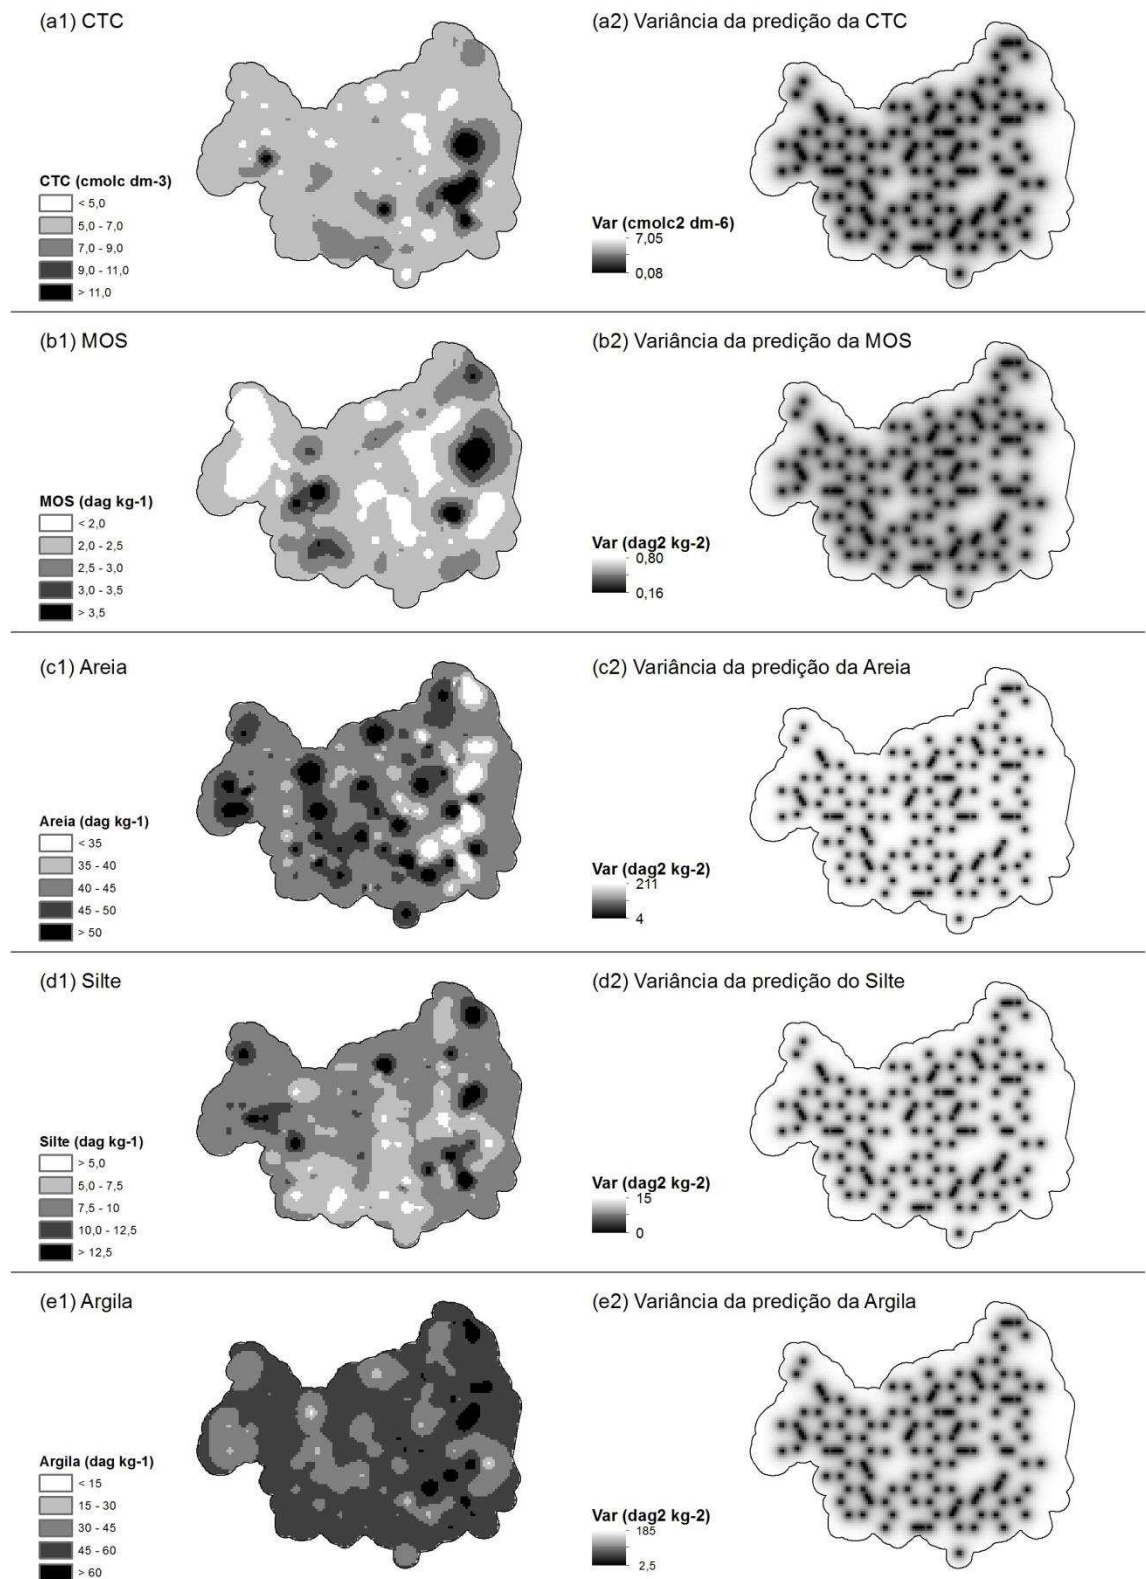 (a1) CTC
(a2) Variância da predição da CTC
CTC (cmolc dm-3)
< 5,0
5,0 - 7,0
7,0 - 9,0
9,0 - 11,0
> 11,0
Var (cmolc2 dm-6)
7,05
0,08
(b1) MOS
(b2) Variância da predição da MOS
MOS (dag kg-1)
< 2,0
2,0 - 2,5
2,5 - 3,0
3,0 - 3,5
> 3,5
Var (dag2 kg-2)
0,80
0,16
(c1) Areia
(c2) Variância da predição da Areia
Areia (dag kg-1)
< 35
35 - 40
40 - 45
45 - 50
> 50
Var (dag2 kg-2)
211
4
(d1) Silte
(d2) Variância da predição do Silte
Silte (dag kg-1)
> 5,0
5,0 - 7,5
7,5 - 10
10,0 - 12,5
> 12,5
Var (dag2 kg-2)
15
0
(e1) Argila
(e2) Variância da predição da Argila
Argila (dag kg-1)
< 15
15 - 30
30 - 45
45 - 60
> 60
Var (dag2 kg-2)
185
2,5